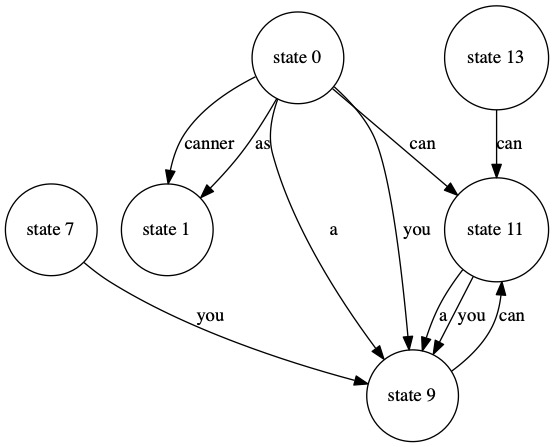 state 0
state 13
canner
as
can
can
state 7
state 1
a
you
state 11
you
a
you
can
state 9